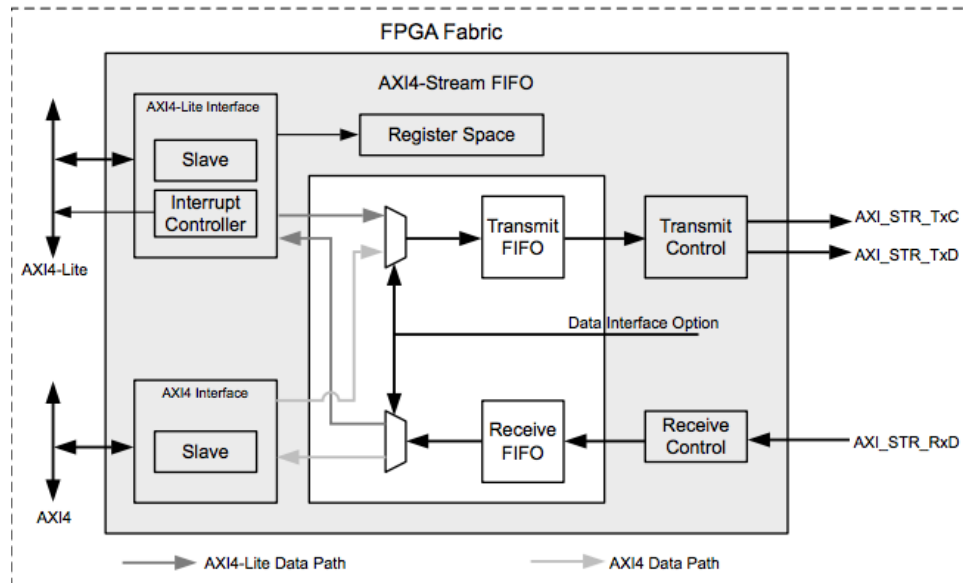 FPGA Fabric
AXI4-Stream FIFO
AXI4-Lite Interface
Register Space
Slave
Interrupt
Controller
Transmit
FIFO
Transmit
Control
AXI_STR_TxC
AXI_STR_TxD
AXI4-Lite
Data Interface Option
AXI4 Interface
Slave
Receive
FIFO
Receive
Control
AXI_STR_RxD
AXI4
AXI4-Lite Data Path
AXI4 Data Path